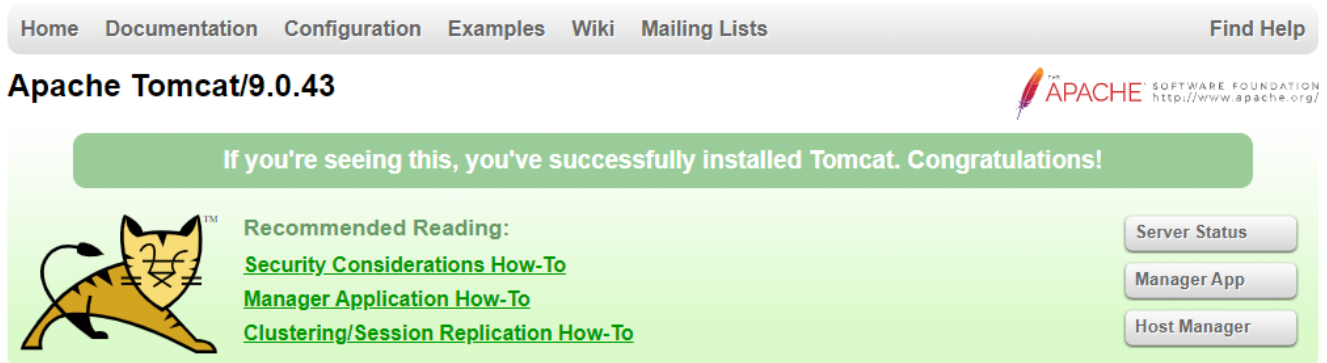 Home Documentation Configuration Examples Wiki Mailing Lists Find Help
Apache Tomcat/9.0.43
THE
APACHE® SOFTWARE FOUNDATION
http://www.apache.org/
If you're seeing this, you've successfully installed Tomcat. Congratulations!
TM
Recommended Reading:
Security Considerations How-To
Manager Application How-To
Clustering/Session Replication How-To
Server Status
Manager App
Host Manager